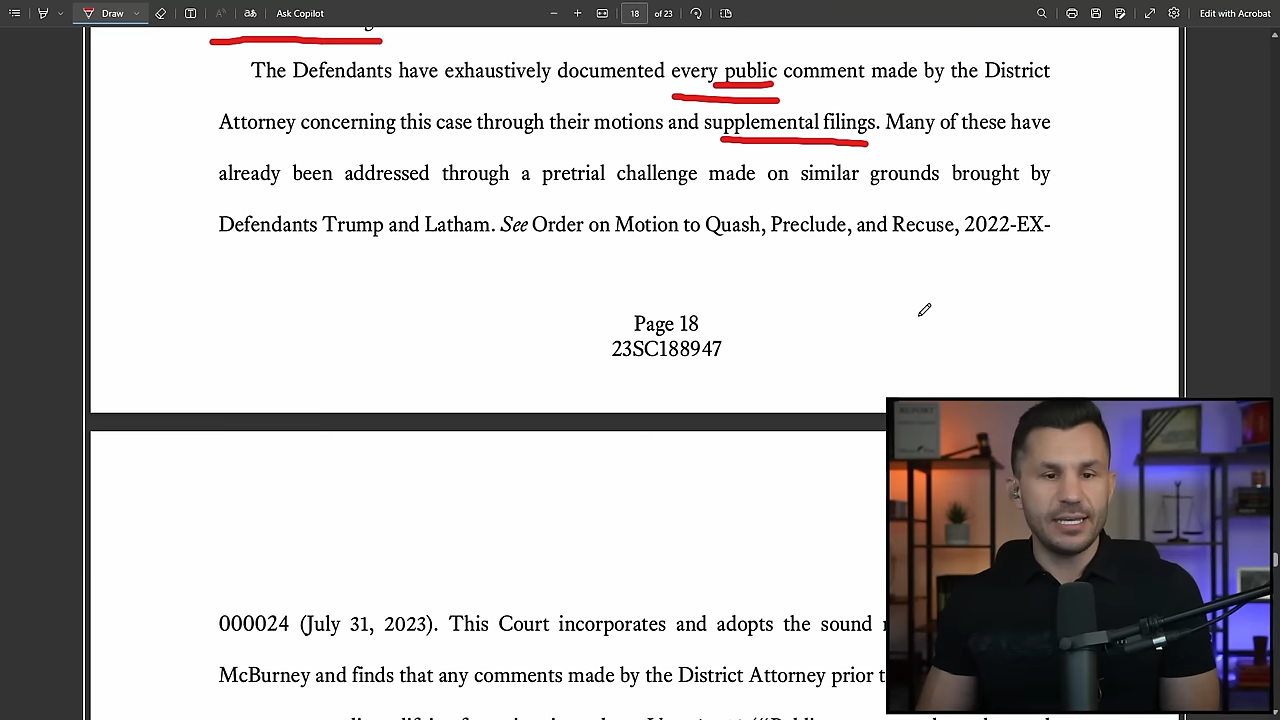 Draw
Ask Copilot
18 of 23
Edit with Acrobat
The Defendants have exhaustively documented every public comment made by the District
Attorney concerning this case through their motions and supplemental filings. Many of these have
already been addressed through a pretrial challenge made on similar grounds brought by
Defendants Trump and Latham. See Order on Motion to Quash, Preclude, and Recuse, 2022-EX-
Page 18
23SC188947
000024 (July 31, 2023). This Court incorporates and adopts the sound
McBurney and finds that any comments made by the District Attorney prior